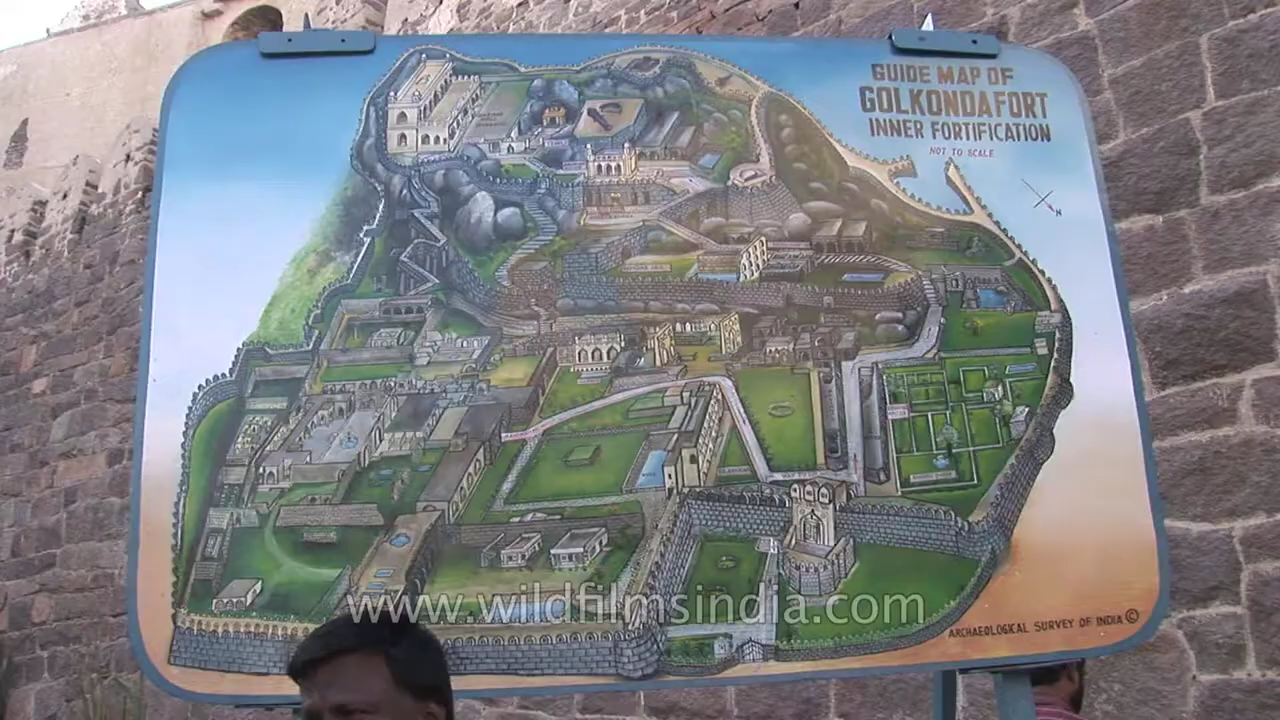 GUIDE MAP OF
GOLKONDA FORT
INNER FORTIFICATION
NOT TO SCALE
N
www.wildfilmsindia.com
ARCHAEOLOGICAL SURVEY OF INDIA ©